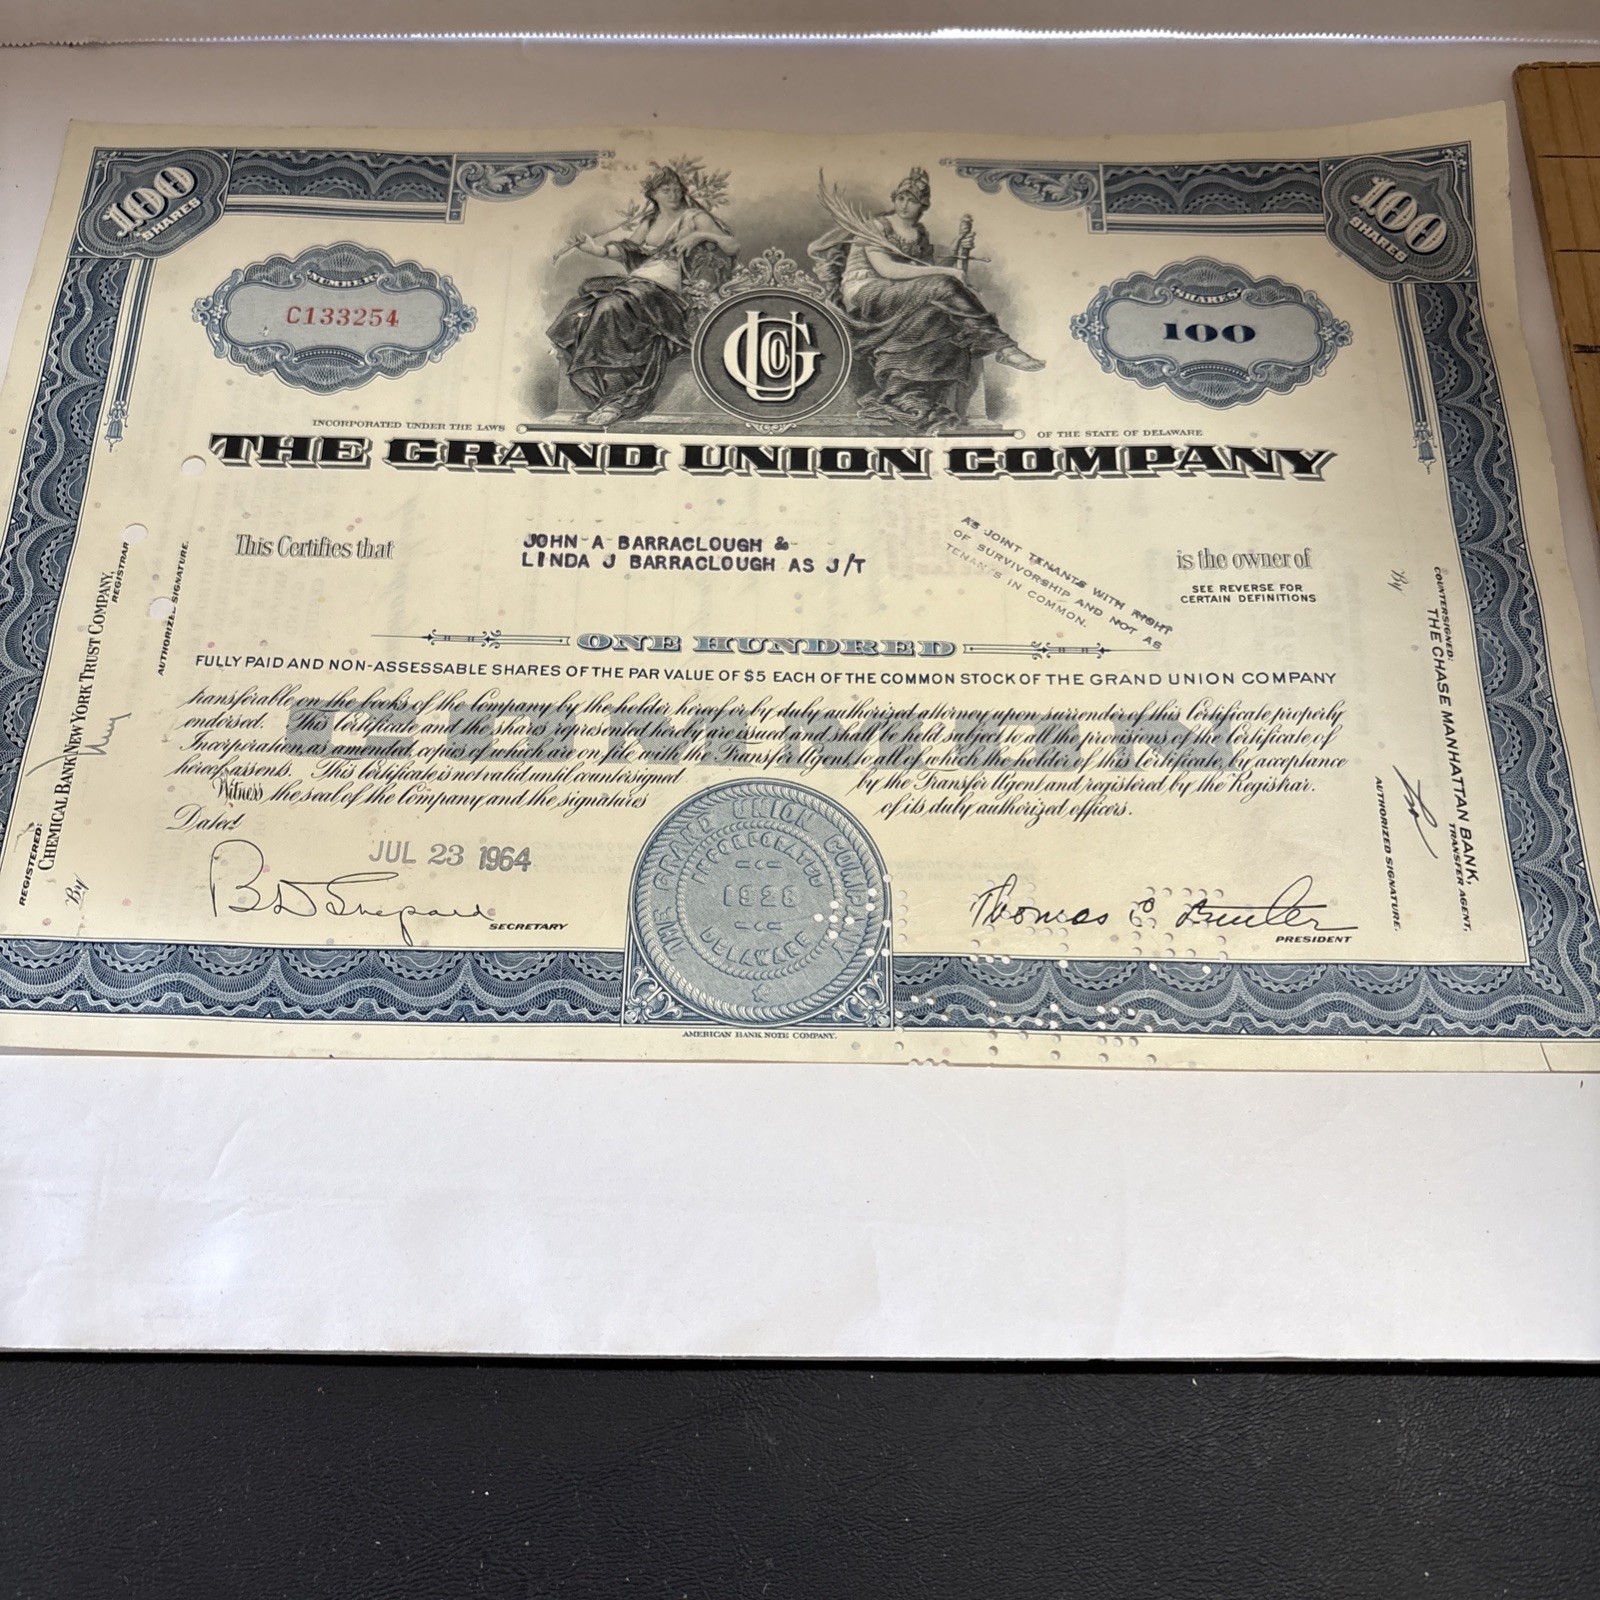 100
SHARES
100
SHARES
NUMBER
C133254
GUCO
SHARES
100
INCORPORATED UNDER THE LAWS
OF THE STATE OF DELAWARE
THE GRAND UNION COMPANY
This Certifies that
JOHN A BARRACLOUGH &
LINDA J BARRACLOUGH AS J/T
AS JOINT TENANTS WITH RIGHT
OF SURVIVORSHIP AND NOT AS
TENANTS IN COMMON.
is the owner of
SEE REVERSE FOR
CERTAIN DEFINITIONS
ONE HUNDRED
FULLY PAID AND NON-ASSESSABLE SHARES OF THE PAR VALUE OF $5 EACH OF THE COMMON STOCK OF THE GRAND UNION COMPANY
transferable on the books of the Company by the holder hereof or by duly authorized attorney upon surrender of this Certificate properly
endorsed. This Certificate and the shares represented hereby are issued and shall be held subject to all the provisions of the Certificate of
Incorporation, as amended, copies of which are on file with the Transfer Agent, to all of which the holder of this Certificate, by acceptance
hereof, assents. This Certificate is not valid until countersigned by the Transfer Agent and registered by the Registrar.
Witness the seal of the Company and the signatures of its duly authorized officers.
Dated
JUL 23 1964
B D Shepard
SECRETARY
THE GRAND UNION COMPANY
INCORPORATED
1928
DELAWARE
Thomas C Butler
PRESIDENT
AMERICAN BANK NOTE COMPANY.
REGISTERED:
CHEMICAL BANK NEW YORK TRUST COMPANY,
REGISTRAR
By
AUTHORIZED SIGNATURE.
COUNTERSIGNED:
THE CHASE MANHATTAN BANK,
TRANSFER AGENT,
By
AUTHORIZED SIGNATURE.